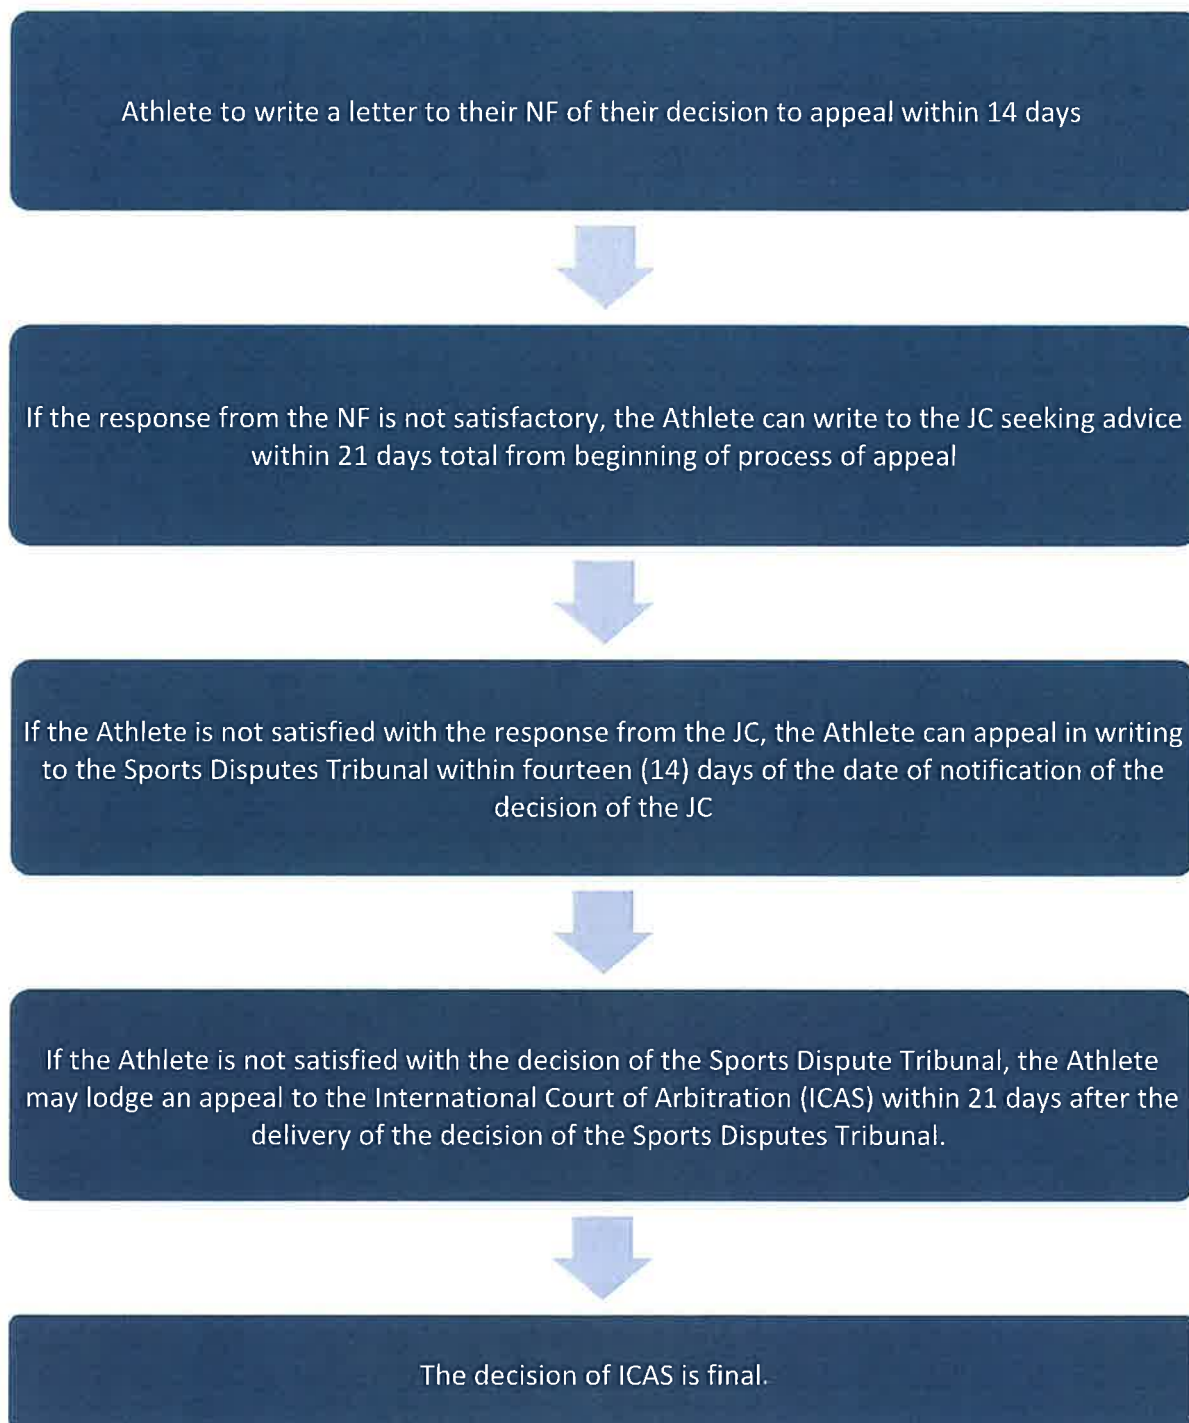 Athlete to write a letter to their NF of their decision to appeal within 14 days
If the response from the NF is not satisfactory, the Athlete can write to the JC seeking advice
within 21 days total from beginning of process of appeal
If the Athlete is not satisfied with the response from the JC, the Athlete can appeal in writing
to the Sports Disputes Tribunal within fourteen (14) days of the date of notification of the
decision of the JC
If the Athlete is not satisfied with the decision of the Sports Dispute Tribunal, the Athlete
may lodge an appeal to the International Court of Arbitration (ICAS) within 21 days after the
delivery of the decision of the Sports Disputes Tribunal.
The decision of ICAS is final.